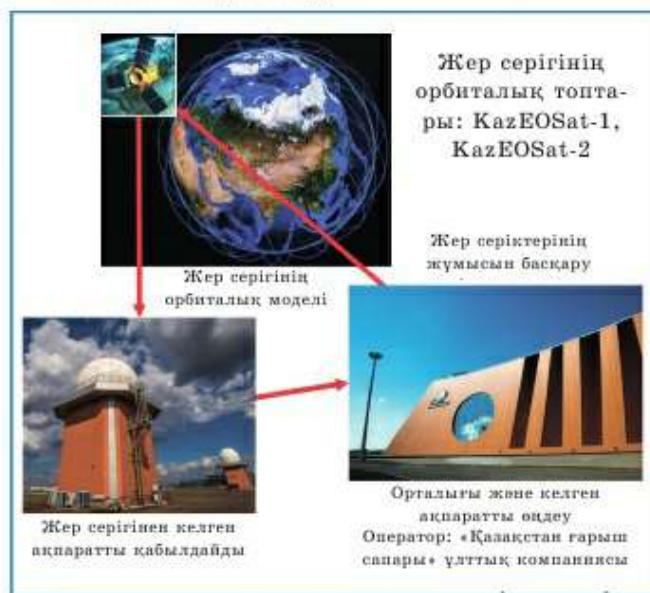 Жер серігінің
орбиталық топта-
ры: KazEOSat-1,
KazEOSat-2
Жер серіктерінің
жұмысын басқару
Жер серігінің
орбиталық моделі
Жер серігінен келген
ақпаратты қабылдайды
Орталығы және келген
ақпаратты өңдеу
Оператор: «Қазақстан ғарыш
сапары» ұлттық компаниясы